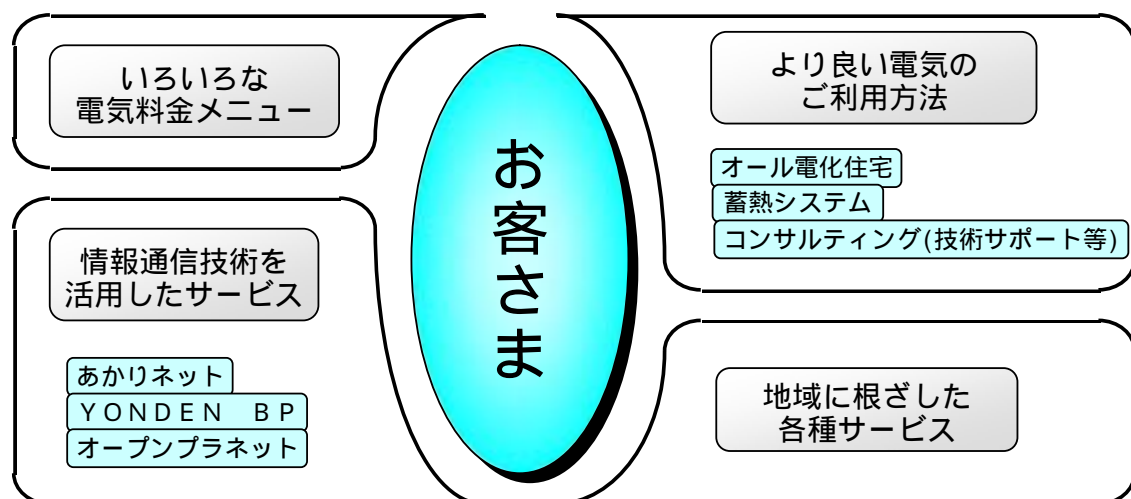 いろいろな
電気料金メニュー
より良い電気の
ご利用方法
オール電化住宅
蓄熱システム
コンサルティング(技術サポート等)
お客さま
情報通信技術を
活用したサービス
あかりネット
ＹＯＮＤＥＮ　ＢＰ
オープンプラネット
地域に根ざした
各種サービス